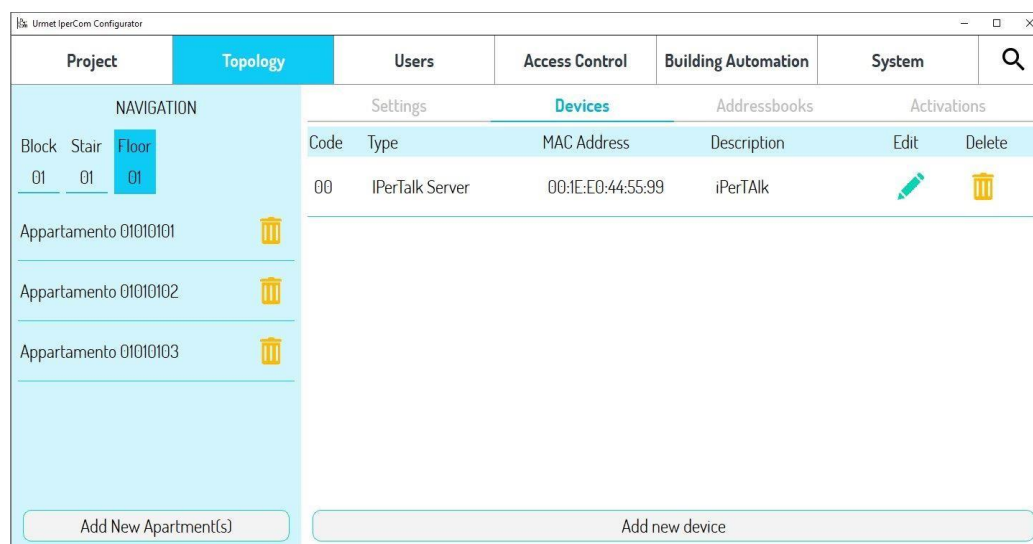 Urmet IperCom Configurator
Project Topology Users Access Control Building Automation System
NAVIGATION
Block Stair Floor
01 01 01
Appartamento 01010101
Appartamento 01010102
Appartamento 01010103
Add New Apartment(s)
Settings Devices Addressbooks Activations
Code Type MAC Address Description Edit Delete
00 IPerTalk Server 00:1E:E0:44:55:99 iPerTAlk
Add new device